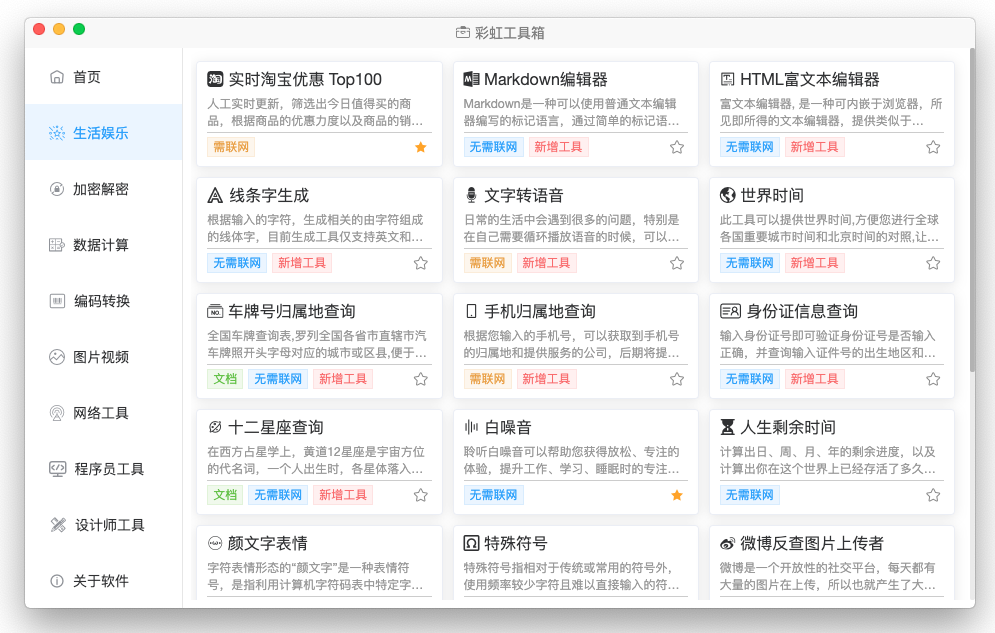 彩虹工具箱
首页
生活娱乐
加密解密
数据计算
编码转换
图片视频
网络工具
程序员工具
设计师工具
关于软件
淘 实时淘宝优惠 Top100
人工实时更新，筛选出今日值得买的商
品，根据商品的优惠力度以及商品的销...
需联网
Markdown编辑器
Markdown是一种可以使用普通文本编辑
器编写的标记语言，通过简单的标记语...
无需联网 新增工具
HTML富文本编辑器
富文本编辑器, 是一种可内嵌于浏览器，所
见即所得的文本编辑器，提供类似于...
无需联网 新增工具
线条字生成
根据输入的字符，生成相关的由字符组成
的线体字，目前生成工具仅支持英文和...
无需联网 新增工具
文字转语音
日常的生活中会遇到很多的问题，特别是
在自己需要循环播放语音的时候，可以...
需联网 新增工具
世界时间
此工具可以提供世界时间,方便您进行全球
各国重要城市时间和北京时间的对照,让...
无需联网 新增工具
NO. 车牌号归属地查询
全国车牌查询表,罗列全国各省市直辖市汽
车牌照开头字母对应的城市或区县,便于...
文档 无需联网 新增工具
手机归属地查询
根据您输入的手机号，可以获取到手机号
的归属地和提供服务的公司，后期将提...
需联网 新增工具
身份证信息查询
输入身份证号即可验证身份证号是否输入
正确，并查询输入证件号的出生地区和...
无需联网 新增工具
十二星座查询
在西方占星学上，黄道12星座是宇宙方位
的代名词，一个人出生时，各星体落入...
文档 无需联网 新增工具
白噪音
聆听白噪音可以帮助您获得放松、专注的
体验，提升工作、学习、睡眠时的专注...
无需联网
人生剩余时间
计算出日、周、月、年的剩余进度，以及
计算出你在这个世界上已经存活了多久...
无需联网
颜文字表情
字符表情形态的“颜文字”是一种表情符
号，是指利用计算机字符码表中特定字...
特殊符号
特殊符号指相对于传统或常用的符号外，
使用频率较少字符且难以直接输入的符...
微博反查图片上传者
微博是一个开放性的社交平台，每天都有
大量的图片在上传，所以也就产生了大...